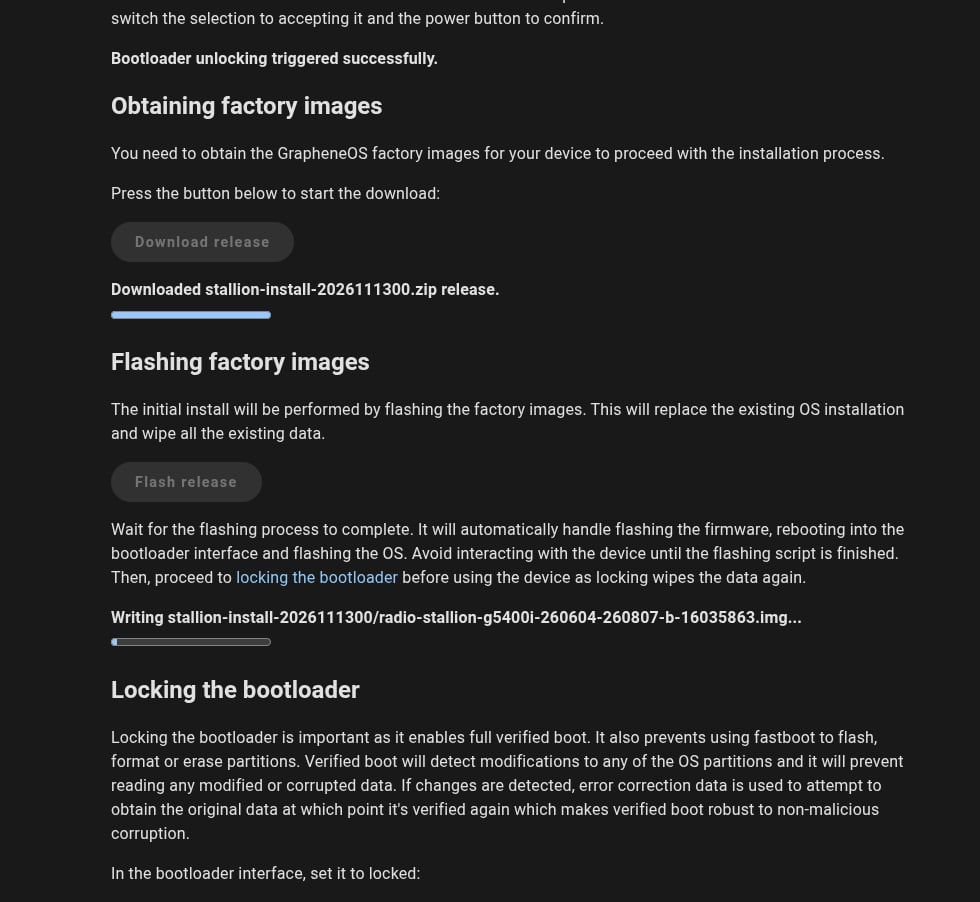 switch the selection to accepting it and the power button to confirm.
Bootloader unlocking triggered successfully.
Obtaining factory images
You need to obtain the GrapheneOS factory images for your device to proceed with the installation process.
Press the button below to start the download:
Download release
Downloaded stallion-install-2026111300.zip release.
Flashing factory images
The initial install will be performed by flashing the factory images. This will replace the existing OS installation
and wipe all the existing data.
Flash release
Wait for the flashing process to complete. It will automatically handle flashing the firmware, rebooting into the
bootloader interface and flashing the OS. Avoid interacting with the device until the flashing script is finished.
Then, proceed to locking the bootloader before using the device as locking wipes the data again.
Writing stallion-install-2026111300/radio-stallion-g5400i-260604-260807-b-16035863.img...
Locking the bootloader
Locking the bootloader is important as it enables full verified boot. It also prevents using fastboot to flash,
format or erase partitions. Verified boot will detect modifications to any of the OS partitions and it will prevent
reading any modified or corrupted data. If changes are detected, error correction data is used to attempt to
obtain the original data at which point it's verified again which makes verified boot robust to non-malicious
corruption.
In the bootloader interface, set it to locked: